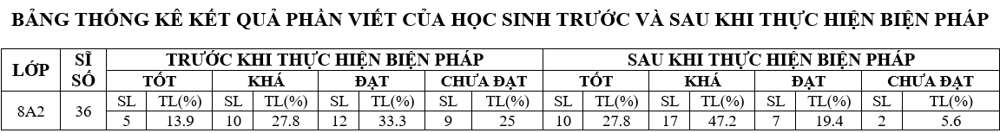 BẢNG THỐNG KÊ KẾT QUẢ PHẦN VIẾT CỦA HỌC SINH TRƯỚC VÀ SAU KHI THỰC HIỆN BIỆN PHÁP
LỚP SĨ SỐ TRƯỚC KHI THỰC HIỆN BIỆN PHÁP SAU KHI THỰC HIỆN BIỆN PHÁP
TỐT KHÁ ĐẠT CHƯA ĐẠT TỐT KHÁ ĐẠT CHƯA ĐẠT
8A2 36 SL TL(%) SL TL(%) SL TL(%) SL TL(%) SL TL(%) SL TL(%) SL TL(%) SL TL(%)
5 13.9 10 27.8 12 33.3 9 25 10 27.8 17 47.2 7 19.4 2 5.6